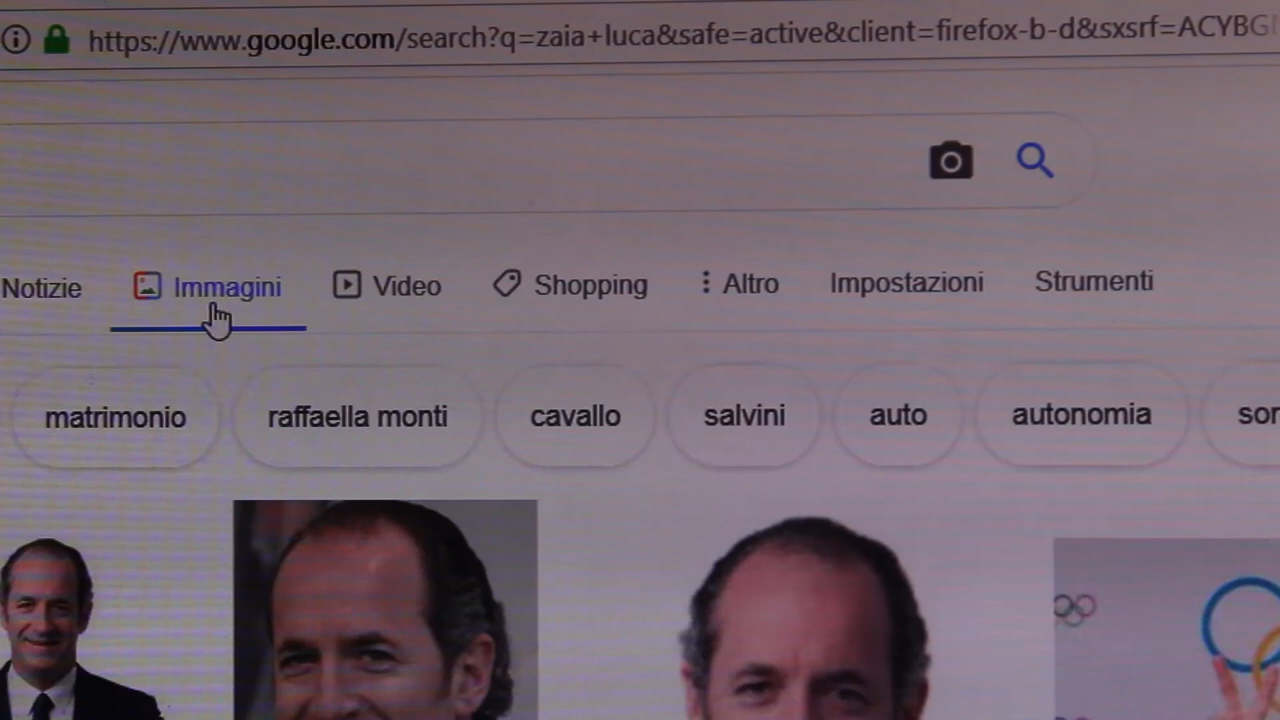 https://www.google.com/search?q=zaia+luca&safe=active&client=firefox-b-d&sxsrf=ACYBG
Notizie Immagini Video Shopping Altro Impostazioni Strumenti
matrimonio raffaella monti cavallo salvini auto autonomia